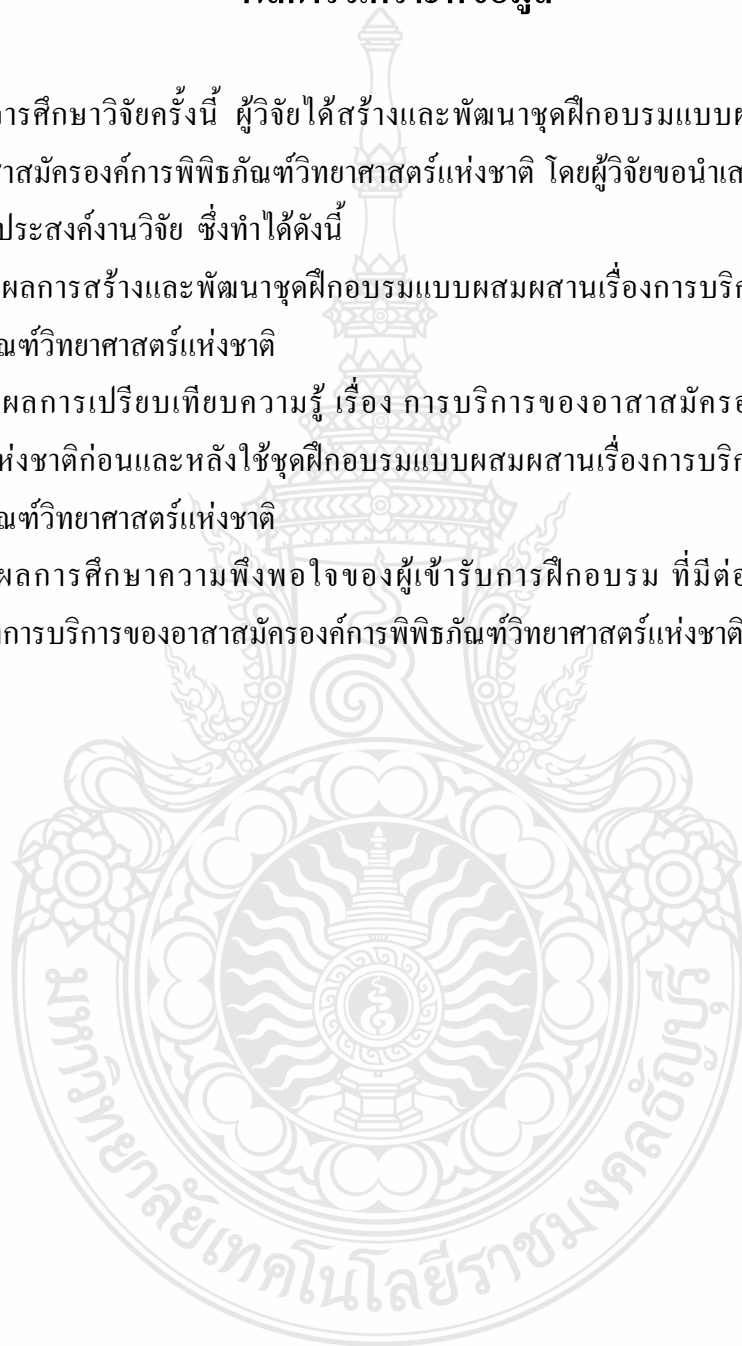 ารศึกษาวิจัยครั้งนี้ ผู้วิจัยได้สร้างและพัฒนาชุดฝึกอบรมแบบผ
าสมัครองค์การพิพิธภัณฑ์วิทยาศาสตร์แห่งชาติ โดยผู้วิจัยขอนำเส
ประสงค์งานวิจัย ซึ่งทำได้ดังนี้
ผลการสร้างและพัฒนาชุดฝึกอบรมแบบผสมผสานเรื่องการบริก
ณฑ์วิทยาศาสตร์แห่งชาติ
ผลการเปรียบเทียบความรู้ เรื่อง การบริการของอาสาสมัครอ
ห่งชาติก่อนและหลังใช้ชุดฝึกอบรมแบบผสมผสานเรื่องการบริก
ณฑ์วิทยาศาสตร์แห่งชาติ
ผลการศึกษาความพึงพอใจของผู้เข้ารับการฝึกอบรม ที่มีต่อ
งการบริการของอาสาสมัครองค์การพิพิธภัณฑ์วิทยาศาสตร์แห่งชาติ
มหาวิทยาลัยเทคโนโลยีราชมงคลธัญบุรี